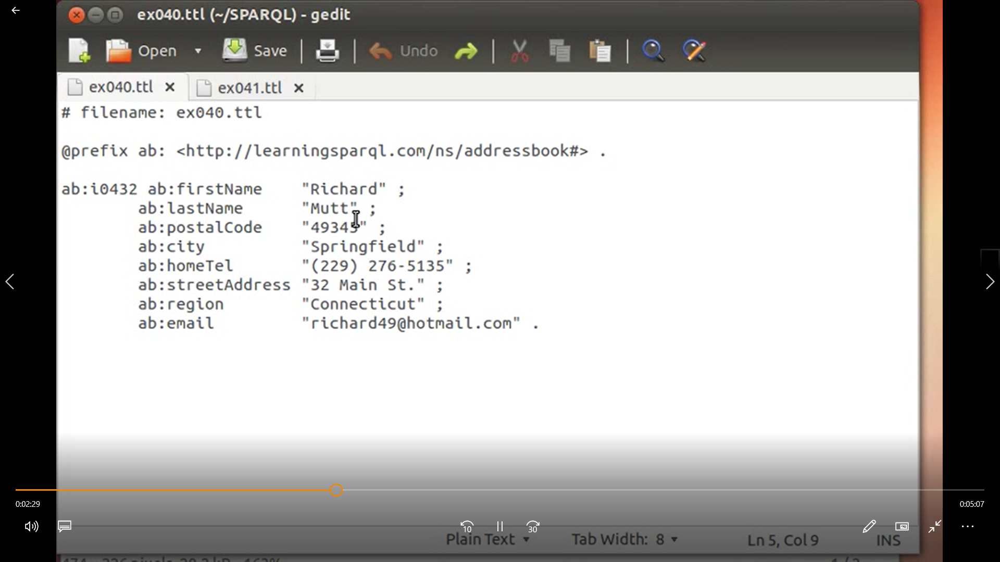 ex040.ttl (~/SPARQL) - gedit
Open Save Undo
ex040.ttl ex041.ttl
# filename: ex040.ttl
@prefix ab: <http://learningsparql.com/ns/addressbook#> .
ab:i0432 ab:firstName "Richard" ;
ab:lastName "Mutt" ;
ab:postalCode "49345" ;
ab:city "Springfield" ;
ab:homeTel "(229) 276-5135" ;
ab:streetAddress "32 Main St." ;
ab:region "Connecticut" ;
ab:email "richard49@hotmail.com" .
0:02:29 0:05:07
10 30
Plain Text Tab Width: 8 Ln 5, Col 9 INS